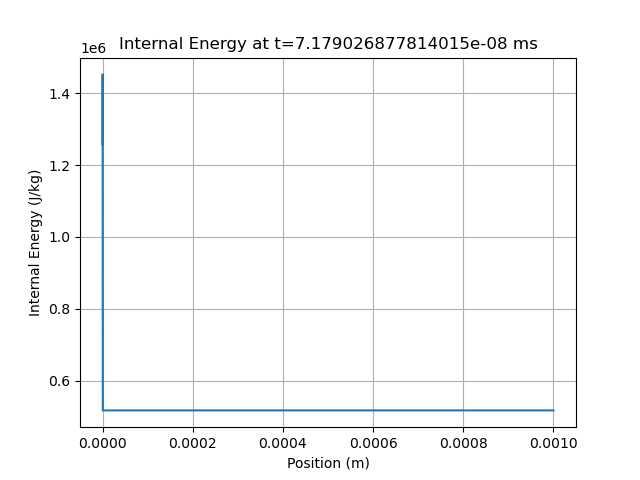 Internal Energy at t=7.179026877814015e-08 ms
1e6
1.4
1.2
1.0
0.8
0.6
Internal Energy (J/kg)
0.0000 0.0002 0.0004 0.0006 0.0008 0.0010
Position (m)